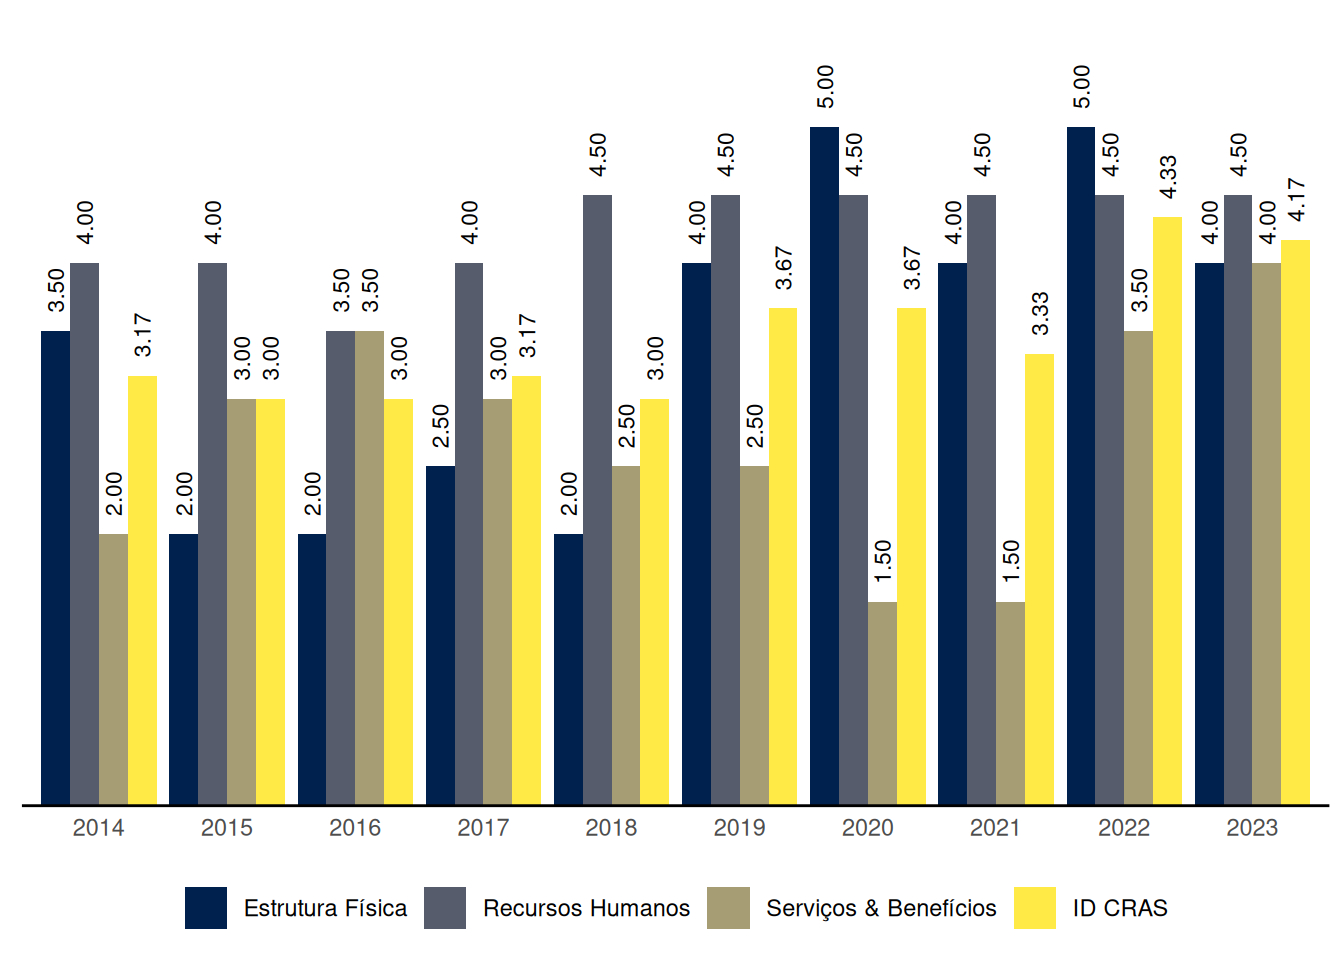 3.50 4.00 2.00 3.17
2.00 4.00 3.00 3.00
2.00 3.50 3.50 3.00
2.50 4.00 3.00 3.17
2.00 4.50 2.50 3.00
4.00 4.50 2.50 3.67
5.00 4.50 1.50 3.67
4.00 4.50 1.50 3.33
5.00 4.50 3.50 4.33
4.00 4.50 4.00 4.17
2014 2015 2016 2017 2018 2019 2020 2021 2022 2023
Estrutura Física Recursos Humanos Serviços & Benefícios ID CRAS